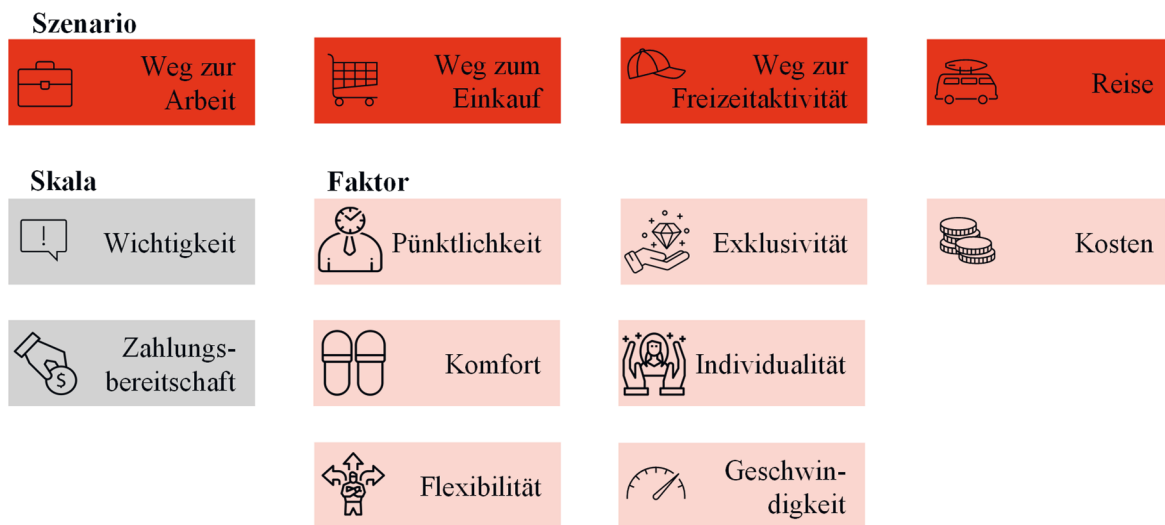 Szenario
Weg zur
Arbeit
Weg zum
Einkauf
Weg zur
Freizeitaktivität
Reise
Skala
Faktor
Wichtigkeit
Pünktlichkeit
Exklusivität
Kosten
Zahlungs-
bereitschaft
$
Komfort
Individualität
Flexibilität
Geschwin-
digkeit